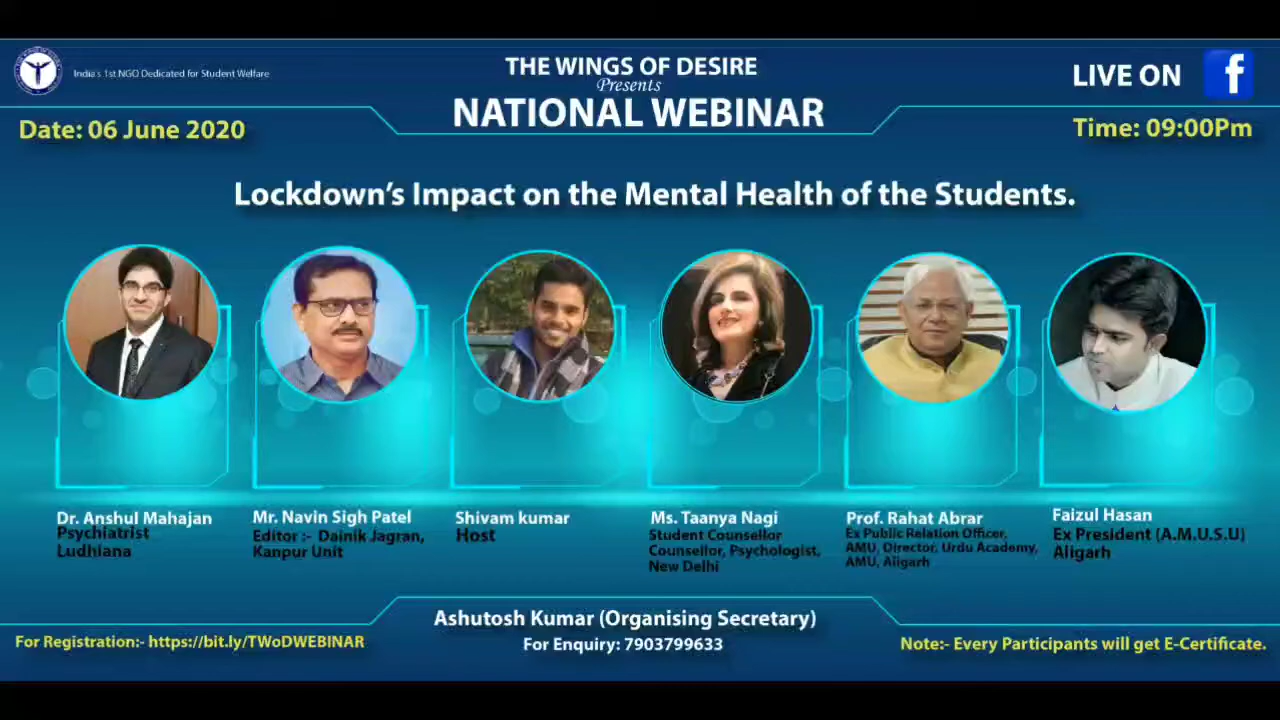 India's 1st NGO Dedicated for Student Welfare
THE WINGS OF DESIRE
Presents
NATIONAL WEBINAR
LIVE ON f
Date: 06 June 2020
Time: 09:00Pm
Lockdown's Impact on the Mental Health of the Students.
Dr. Anshul Mahajan
Psychiatrist
Ludhiana
Mr. Navin Sigh Patel
Editor :- Dainik Jagran,
Kanpur Unit
Shivam kumar
Host
Ms. Taanya Nagi
Student Counsellor
Counsellor, Psychologist,
New Delhi
Prof. Rahat Abrar
Ex Public Relation Officer,
AMU, Director, Urdu Academy,
AMU, Aligarh
Faizul Hasan
Ex President (A.M.U.S.U)
Aligarh
Ashutosh Kumar (Organising Secretary)
For Enquiry: 7903799633
For Registration:- https://bit.ly/TWoDWEBINAR
Note:- Every Participants will get E-Certificate.